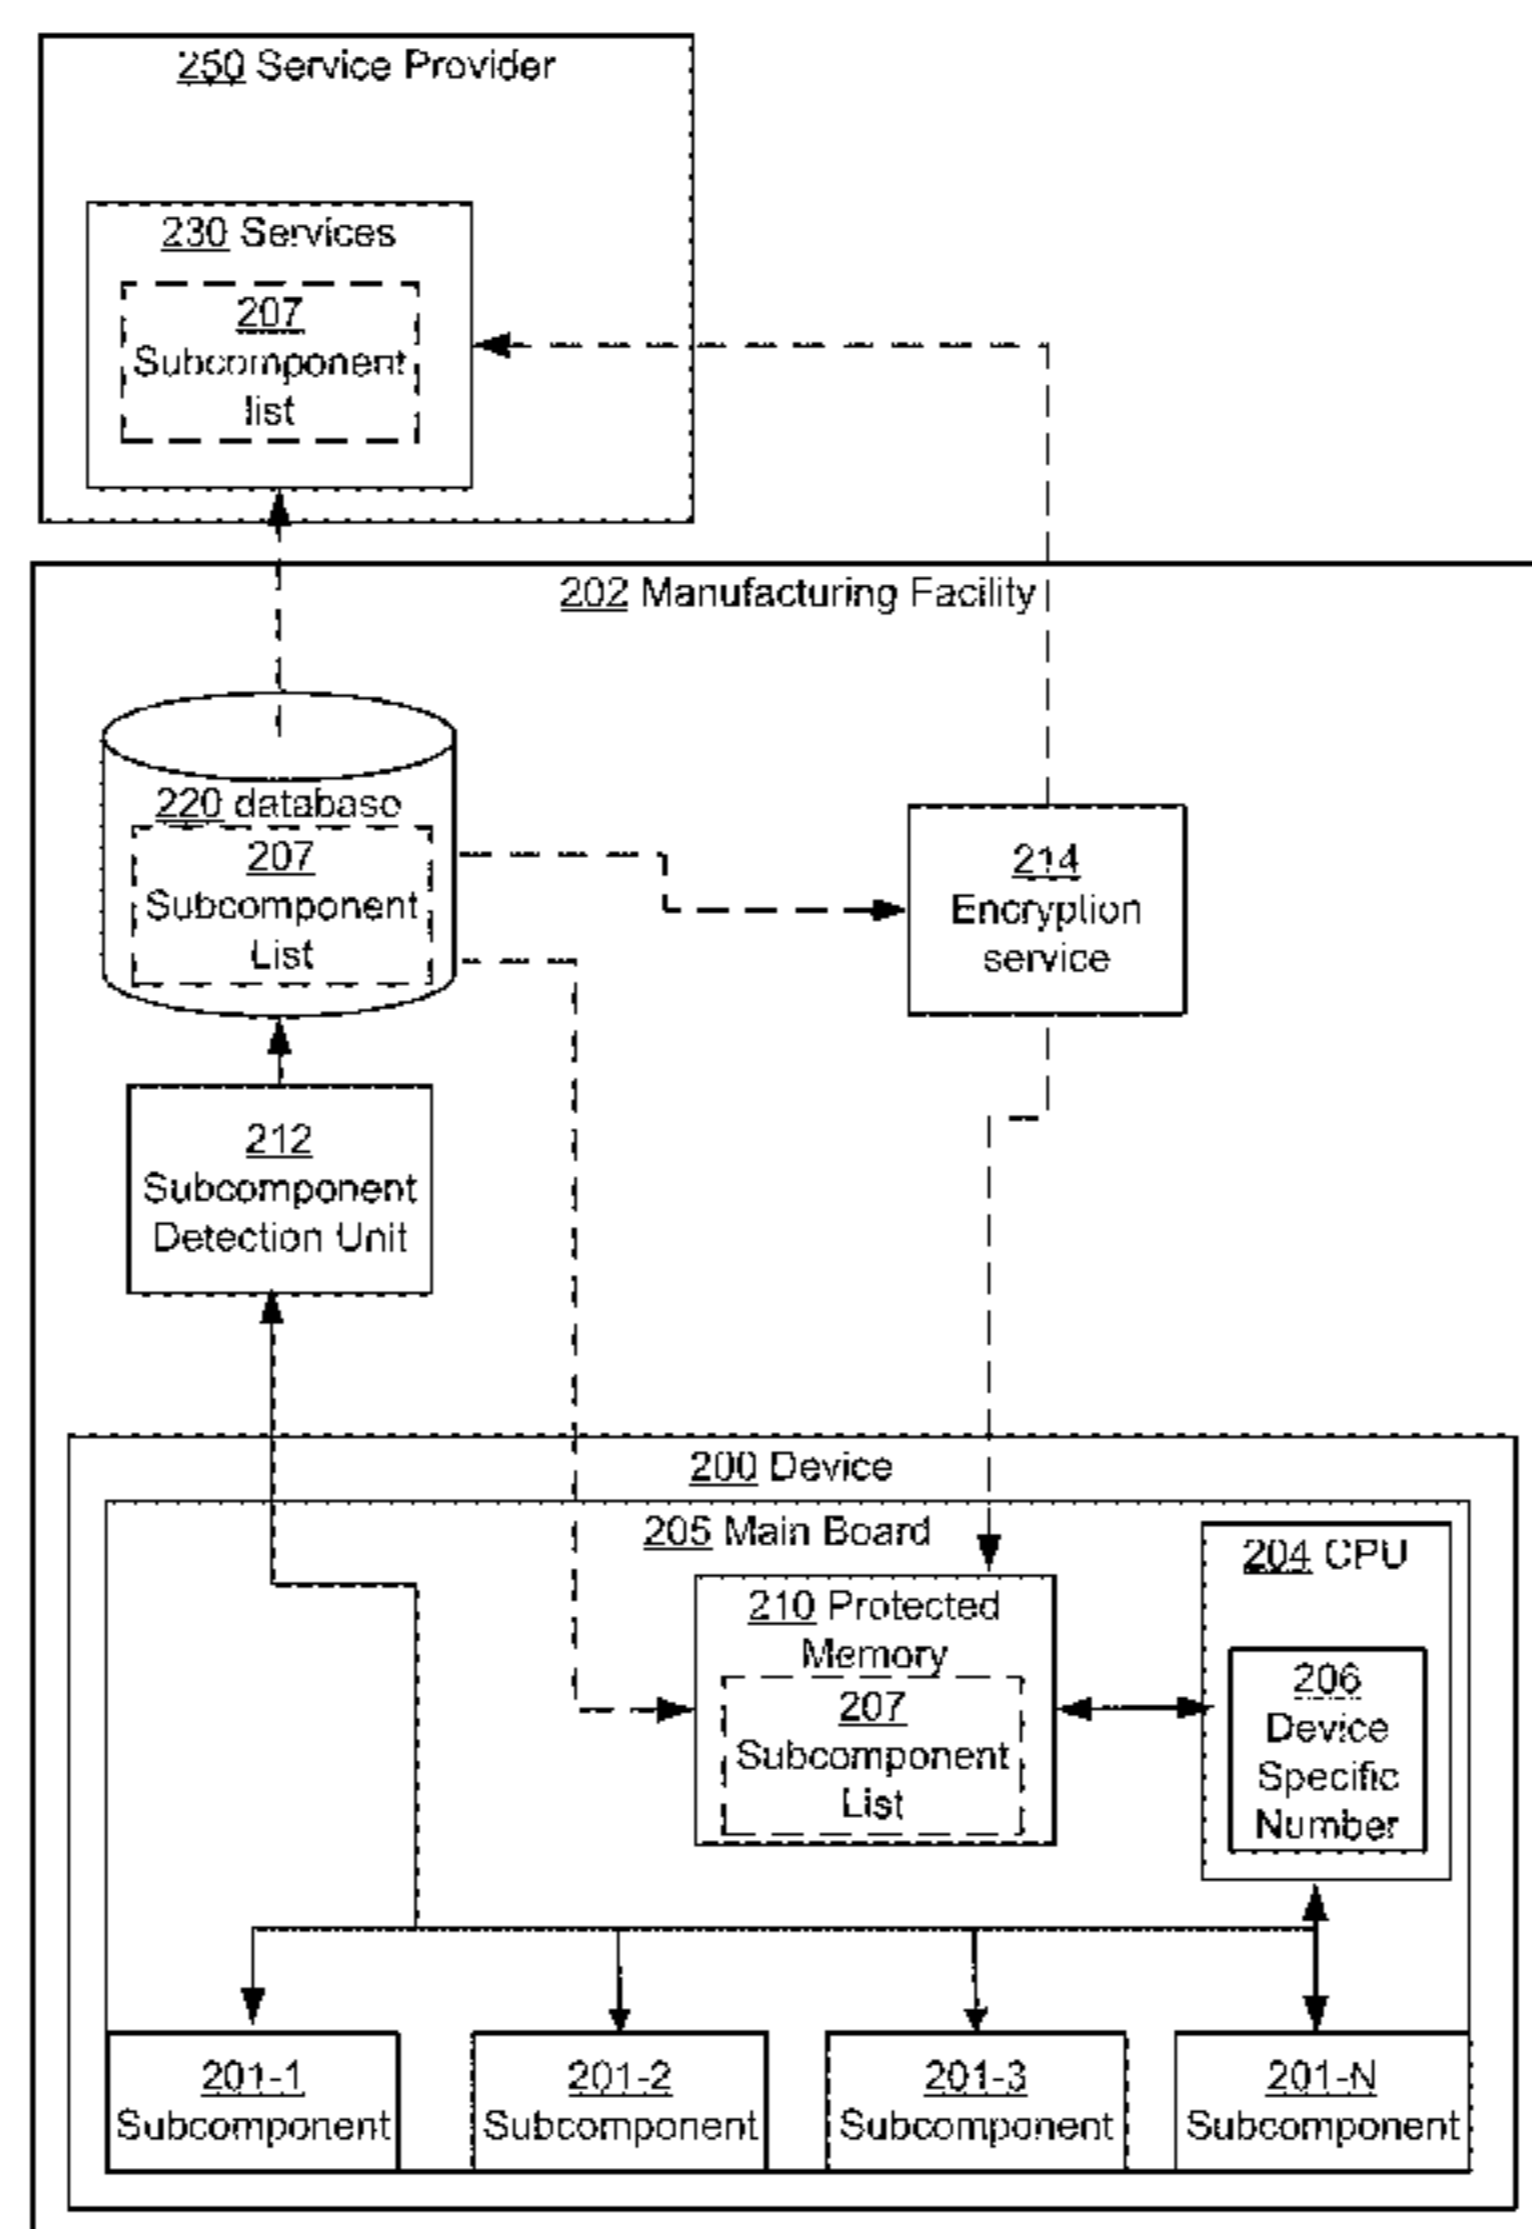 250 Service Provider
230 Services
207
Subcomponent
list
202 Manufacturing Facility
220 database
207
Subcomponent
List
214
Encryption
service
212
Subcomponent
Detection Unit
200 Device
205 Main Board
204 CPU
210 Protected
Memory
207
Subcomponent
List
206
Device
Specific
Number
201-1
Subcomponent
201-2
Subcomponent
201-3
Subcomponent
201-N
Subcomponent